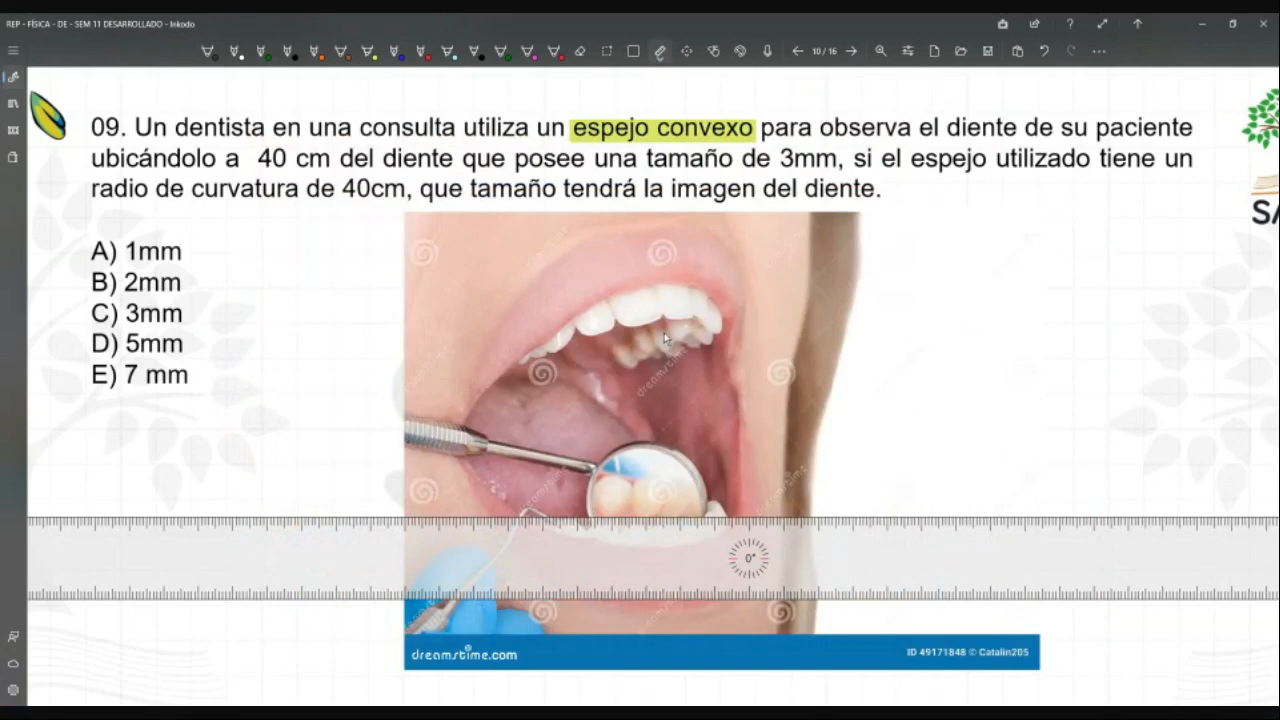 REP - FÍSICA - DE - SEM 11 DESARROLLADO - Inkodo
10 / 16
09. Un dentista en una consulta utiliza un espejo convexo para observa el diente de su paciente
ubicándolo a 40 cm del diente que posee una tamaño de 3mm, si el espejo utilizado tiene un
radio de curvatura de 40cm, que tamaño tendrá la imagen del diente.
A) 1mm
B) 2mm
C) 3mm
D) 5mm
E) 7 mm
dreamstime
dreamstime
0°
dreamstime.com
ID 49171848 © Catalin205